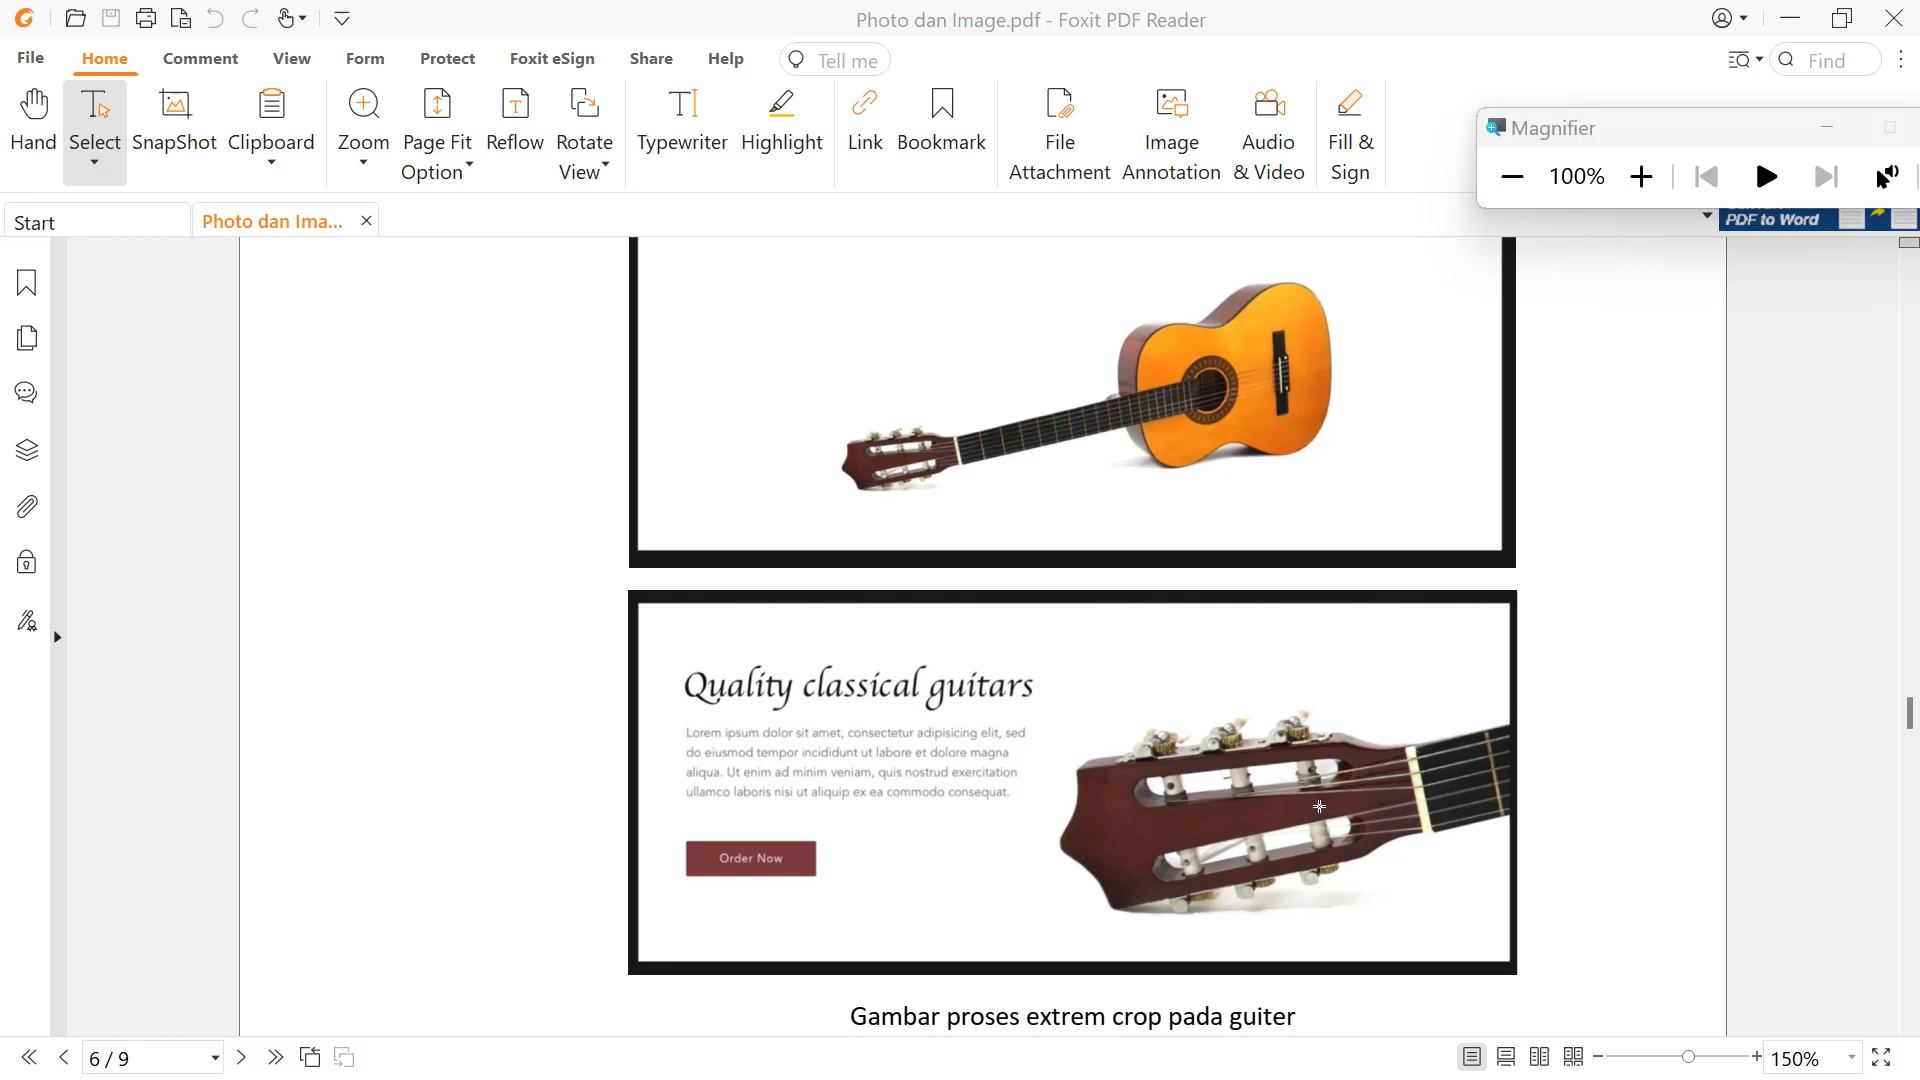 Photo dan Image.pdf - Foxit PDF Reader
File Home Comment View Form Protect Foxit eSign Share Help Tell me Find
Hand
Select
SnapShot
Clipboard
Zoom
Page Fit
Option
Reflow
Rotate
View
Typewriter
Highlight
Link
Bookmark
File
Attachment
Image
Annotation
Audio
& Video
Fill &
Sign
Magnifier
100%
Start
Photo dan Ima...
PDF to Word
Quality classical guitars
Lorem ipsum dolor sit amet, consectetur adipisicing elit, sed
do eiusmod tempor incididunt ut labore et dolore magna
aliqua. Ut enim ad minim veniam, quis nostrud exercitation
ullamco laboris nisi ut aliquip ex ea commodo consequat.
Order Now
Gambar proses extrem crop pada guiter
6 / 9
150%